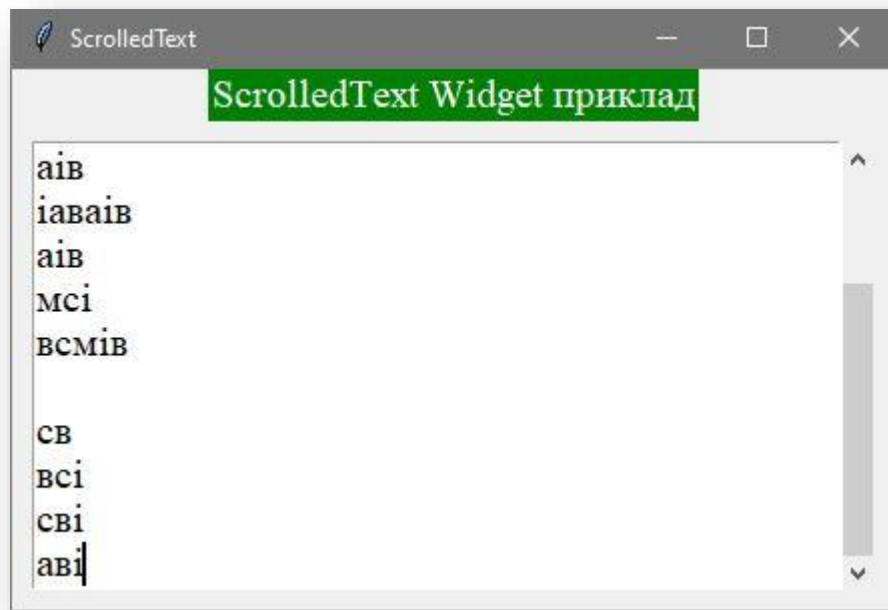 ScrolledText
ScrolledText Widget приклад
аів
іаваів
аів
мсі
всмів
св
всі
сві
аві